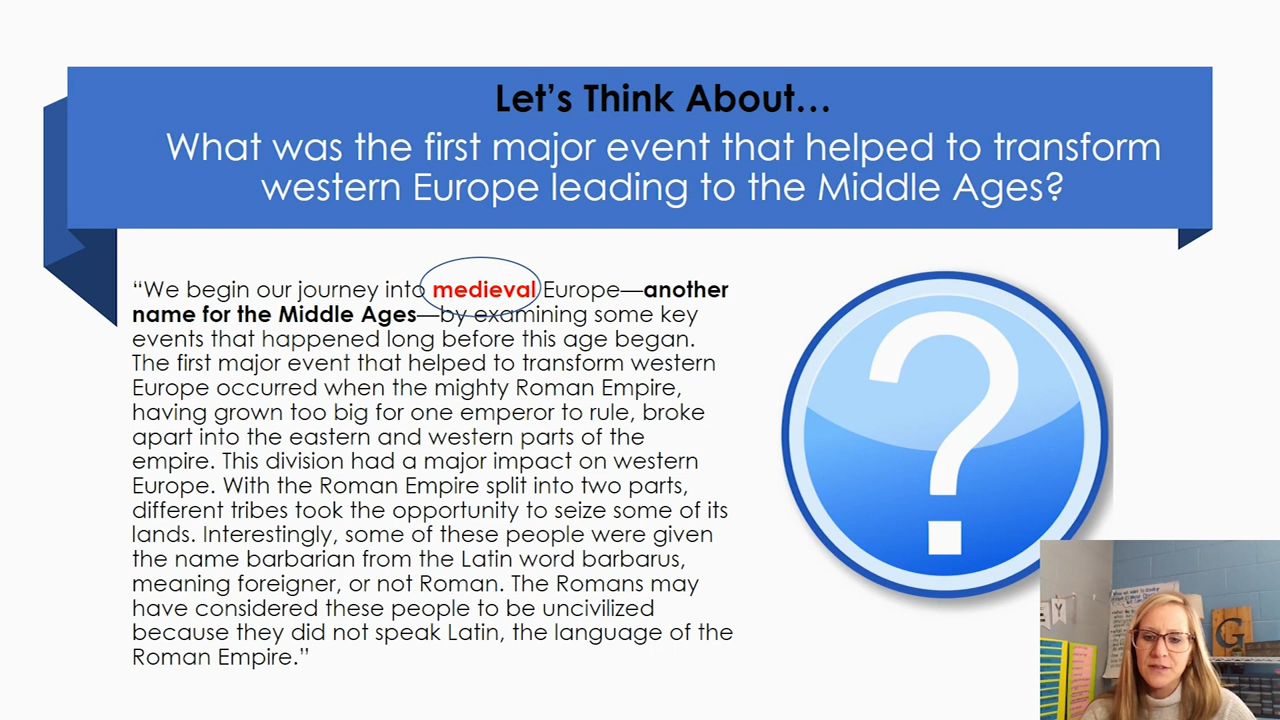 Let's Think About...
What was the first major event that helped to transform
western Europe leading to the Middle Ages?
“We begin our journey into medieval Europe—another
name for the Middle Ages—by examining some key
events that happened long before this age began.
The first major event that helped to transform western
Europe occurred when the mighty Roman Empire,
having grown too big for one emperor to rule, broke
apart into the eastern and western parts of the
empire. This division had a major impact on western
Europe. With the Roman Empire split into two parts,
different tribes took the opportunity to seize some of its
lands. Interestingly, some of these people were given
the name barbarian from the Latin word barbarus,
meaning foreigner, or not Roman. The Romans may
have considered these people to be uncivilized
because they did not speak Latin, the language of the
Roman Empire.”
?
Y
G